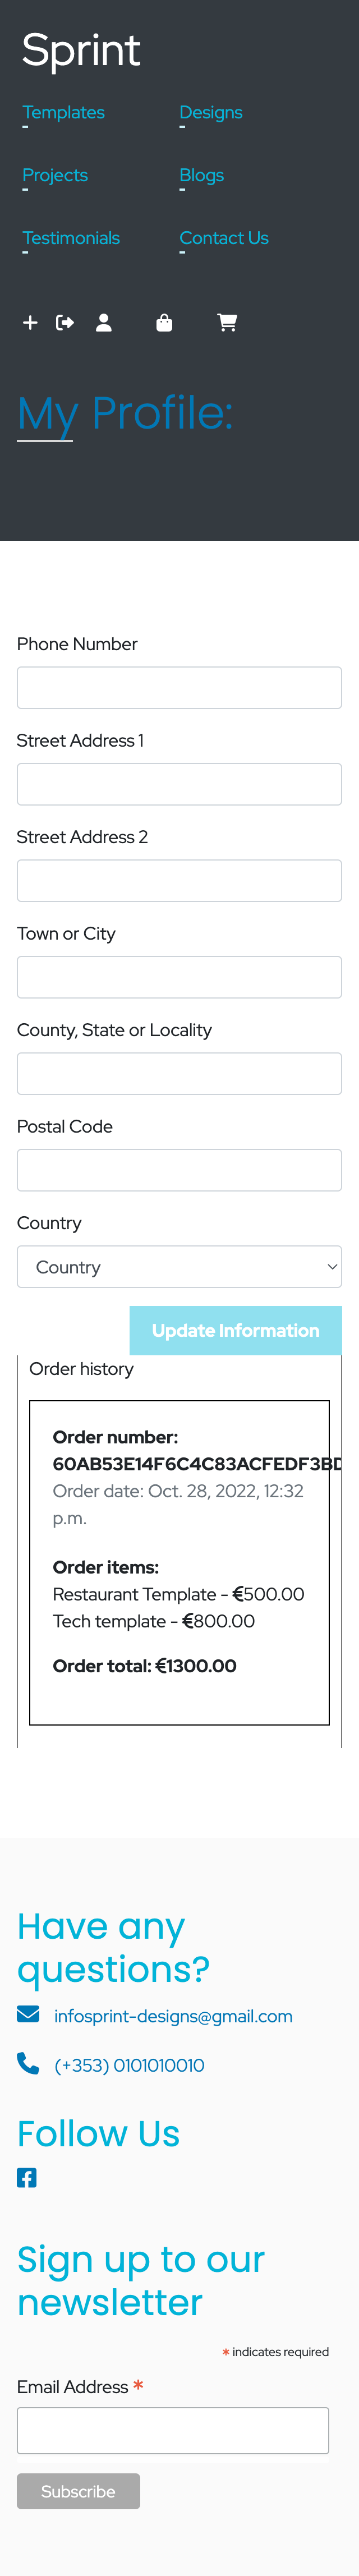 Sprint
Templates Designs
Projects Blogs
Testimonials Contact Us
My Profile:
Phone Number
Street Address 1
Street Address 2
Town or City
County, State or Locality
Postal Code
Country
Country
Update Information
Order history
Order number:
60AB53E14F6C4C83ACFEDF3BD
Order date: Oct. 28, 2022, 12:32
p.m.
Order items:
Restaurant Template - €500.00
Tech template - €800.00
Order total: €1300.00
Have any
questions?
infosprint-designs@gmail.com
(+353) 0101010010
Follow Us
Sign up to our
newsletter
* indicates required
Email Address *
Subscribe